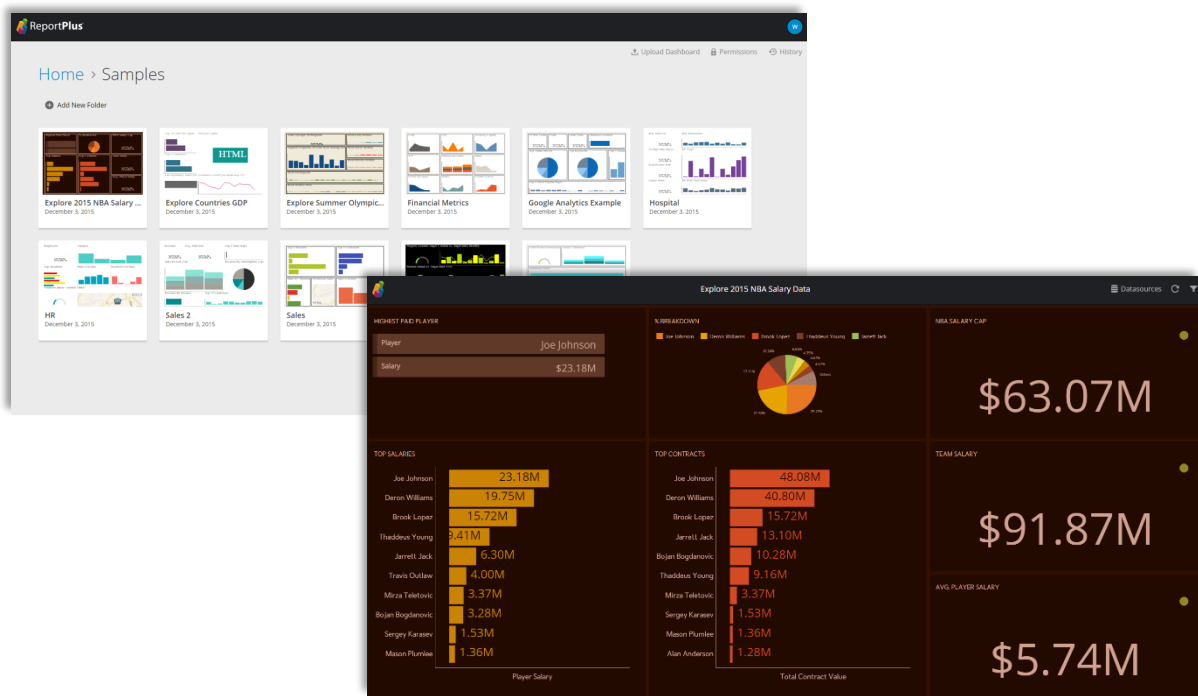 ReportPlus
W
Upload Dashboard Permissions History
Home > Samples
Add New Folder
HTML
Explore 2015 NBA Salary ...
December 3, 2015
Explore Countries GDP
December 3, 2015
Explore Summer Olympic...
December 3, 2015
Financial Metrics
December 3, 2015
Google Analytics Example
December 3, 2015
Hospital
December 3, 2015
HR
December 3, 2015
Sales 2
December 3, 2015
Sales
December 3, 2015
Explore 2015 NBA Salary Data
Datasources
HIGHEST PAID PLAYER
Player Joe Johnson
Salary $23.18M
% BREAKDOWN
Joe Johnson Deron Williams Brook Lopez Thaddeus Young Jarrett Jack
NBA SALARY CAP
$63.07M
TOP SALARIES
Joe Johnson 23.18M
Deron Williams 19.75M
Brook Lopez 15.72M
Thaddeus Young 9.41M
Jarrett Jack 6.30M
Travis Outlaw 4.00M
Mirza Teletovic 3.37M
Bojan Bogdanovic 3.28M
Sergey Karasev 1.53M
Mason Plumlee 1.36M
Player Salary
TOP CONTRACTS
Joe Johnson 48.08M
Deron Williams 40.80M
Brook Lopez 15.72M
Jarrett Jack 13.10M
Bojan Bogdanovic 10.28M
Thaddeus Young 9.16M
Mirza Teletovic 3.37M
Sergey Karasev 1.53M
Mason Plumlee 1.36M
Alan Anderson 1.28M
Total Contract Value
TEAM SALARY
$91.87M
AVG. PLAYER SALARY
$5.74M